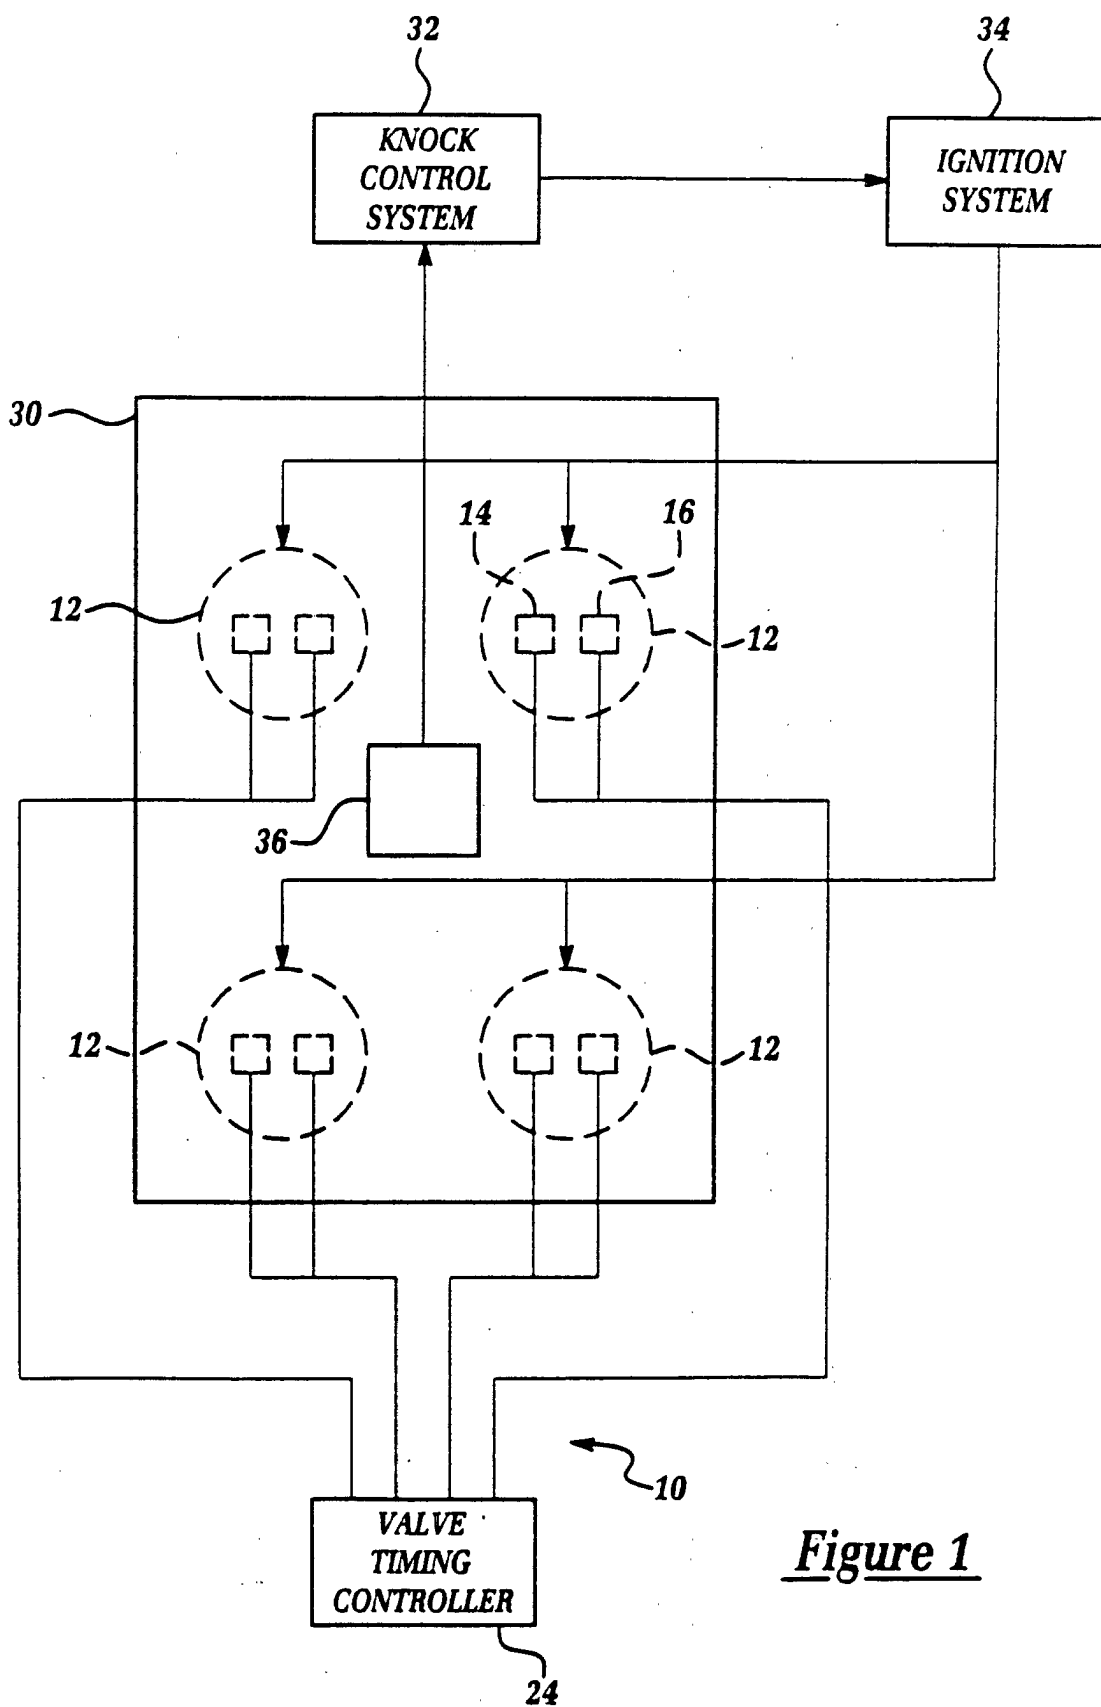 32
34
KNOCK
CONTROL
SYSTEM
IGNITION
SYSTEM
30
14
16
12
12
36
12
12
10
VALVE
TIMING
CONTROLLER
Figure 1
24